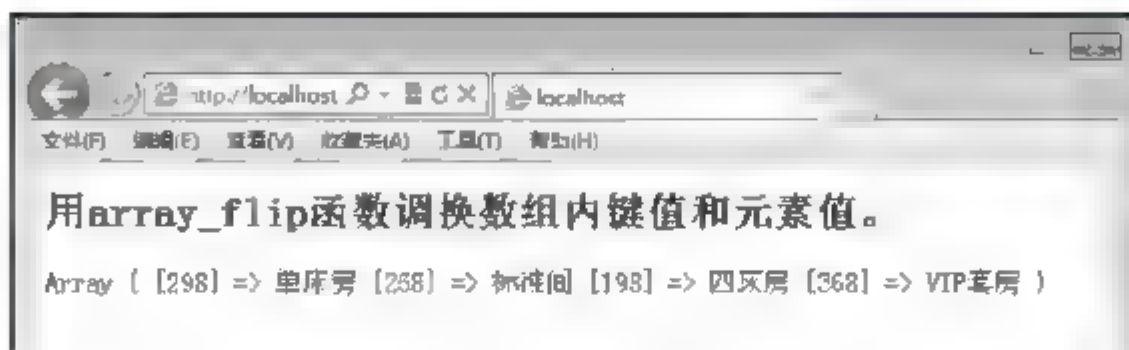 http://localhost
localhost
文件(F) 编辑(E) 查看(V) 收藏夹(A) 工具(T) 帮助(H)
用array_flip函数调换数组内键值和元素值。
Array ( [298] => 单床房 [268] => 标准间 [198] => 四床房 [368] => VIP套房 )